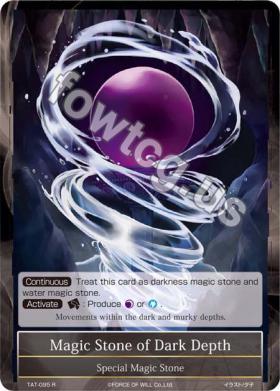 fowtcg.us
Continuous Treat this card as darkness magic stone and
water magic stone.
Activate : Produce or .
Movements within the dark and murky depths.
Magic Stone of Dark Depth
Special Magic Stone
TAT-095 R ©FORCE OF WILL Co.,Ltd. イラスト/タチ